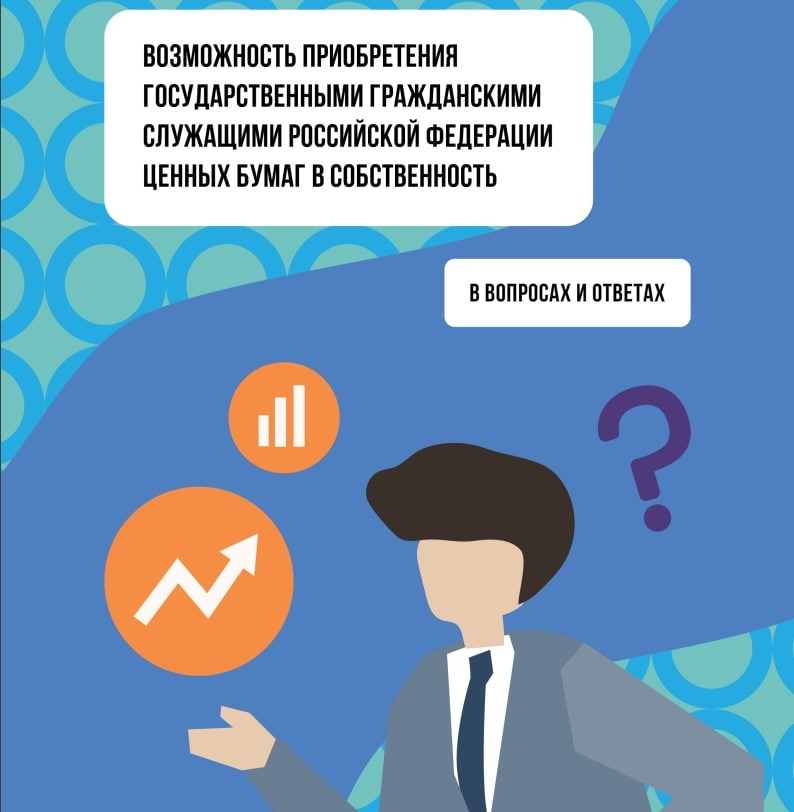 ВОЗМОЖНОСТЬ ПРИОБРЕТЕНИЯ
ГОСУДАРСТВЕННЫМИ ГРАЖДАНСКИМИ
СЛУЖАЩИМИ РОССИЙСКОЙ ФЕДЕРАЦИИ
ЦЕННЫХ БУМАГ В СОБСТВЕННОСТЬ
В ВОПРОСАХ И ОТВЕТАХ
?